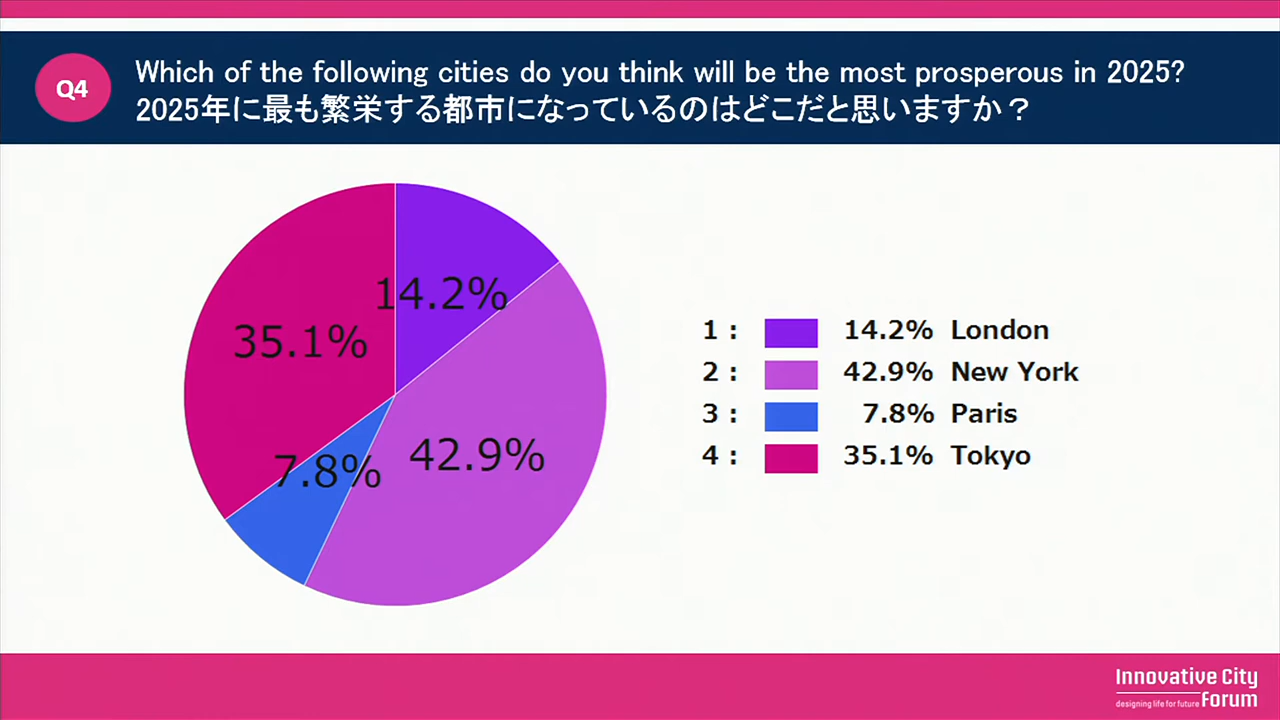 Q4
Which of the following cities do you think will be the most prosperous in 2025?
2025年に最も繁栄する都市になっているのはどこだと思いますか？
14.2%
35.1%
42.9%
7.8%
1 : 14.2% London
2 : 42.9% New York
3 : 7.8% Paris
4 : 35.1% Tokyo
Innovative City
designing life for future Forum